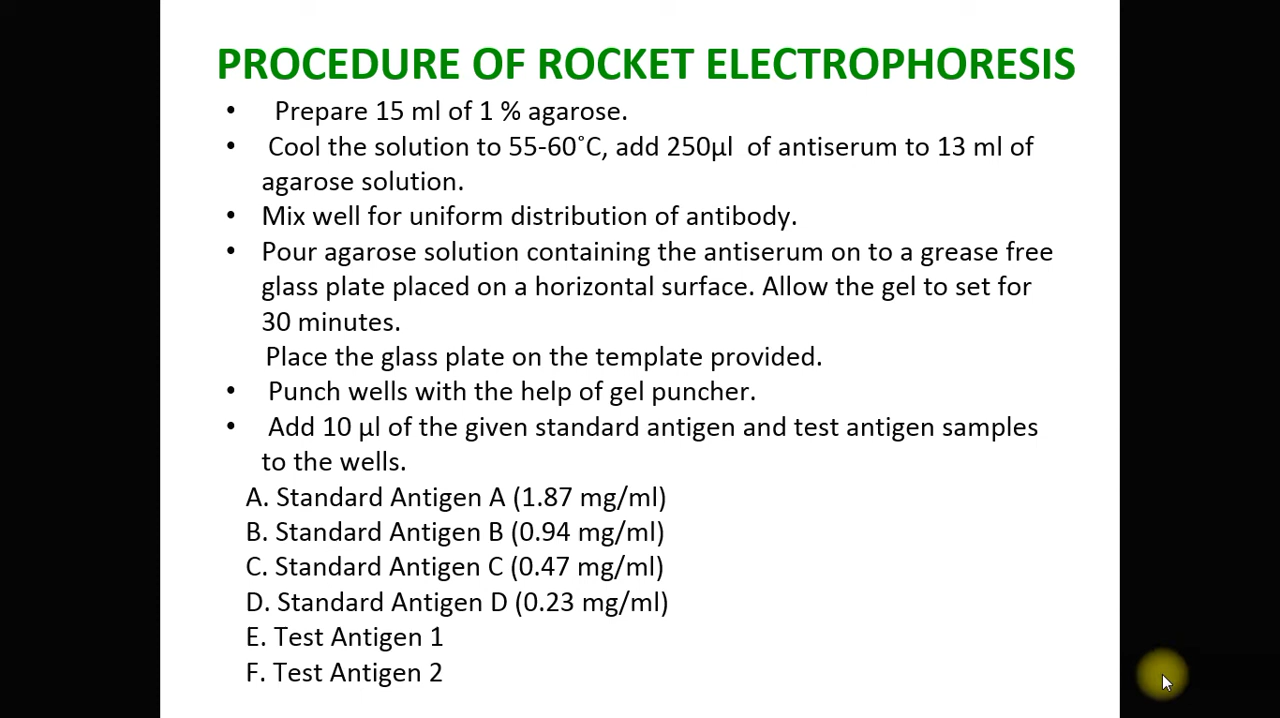 PROCEDURE OF ROCKET ELECTROPHORESIS
• Prepare 15 ml of 1 % agarose.
• Cool the solution to 55-60˚C, add 250µl of antiserum to 13 ml of
agarose solution.
• Mix well for uniform distribution of antibody.
• Pour agarose solution containing the antiserum on to a grease free
glass plate placed on a horizontal surface. Allow the gel to set for
30 minutes.
Place the glass plate on the template provided.
• Punch wells with the help of gel puncher.
• Add 10 µl of the given standard antigen and test antigen samples
to the wells.
A. Standard Antigen A (1.87 mg/ml)
B. Standard Antigen B (0.94 mg/ml)
C. Standard Antigen C (0.47 mg/ml)
D. Standard Antigen D (0.23 mg/ml)
E. Test Antigen 1
F. Test Antigen 2